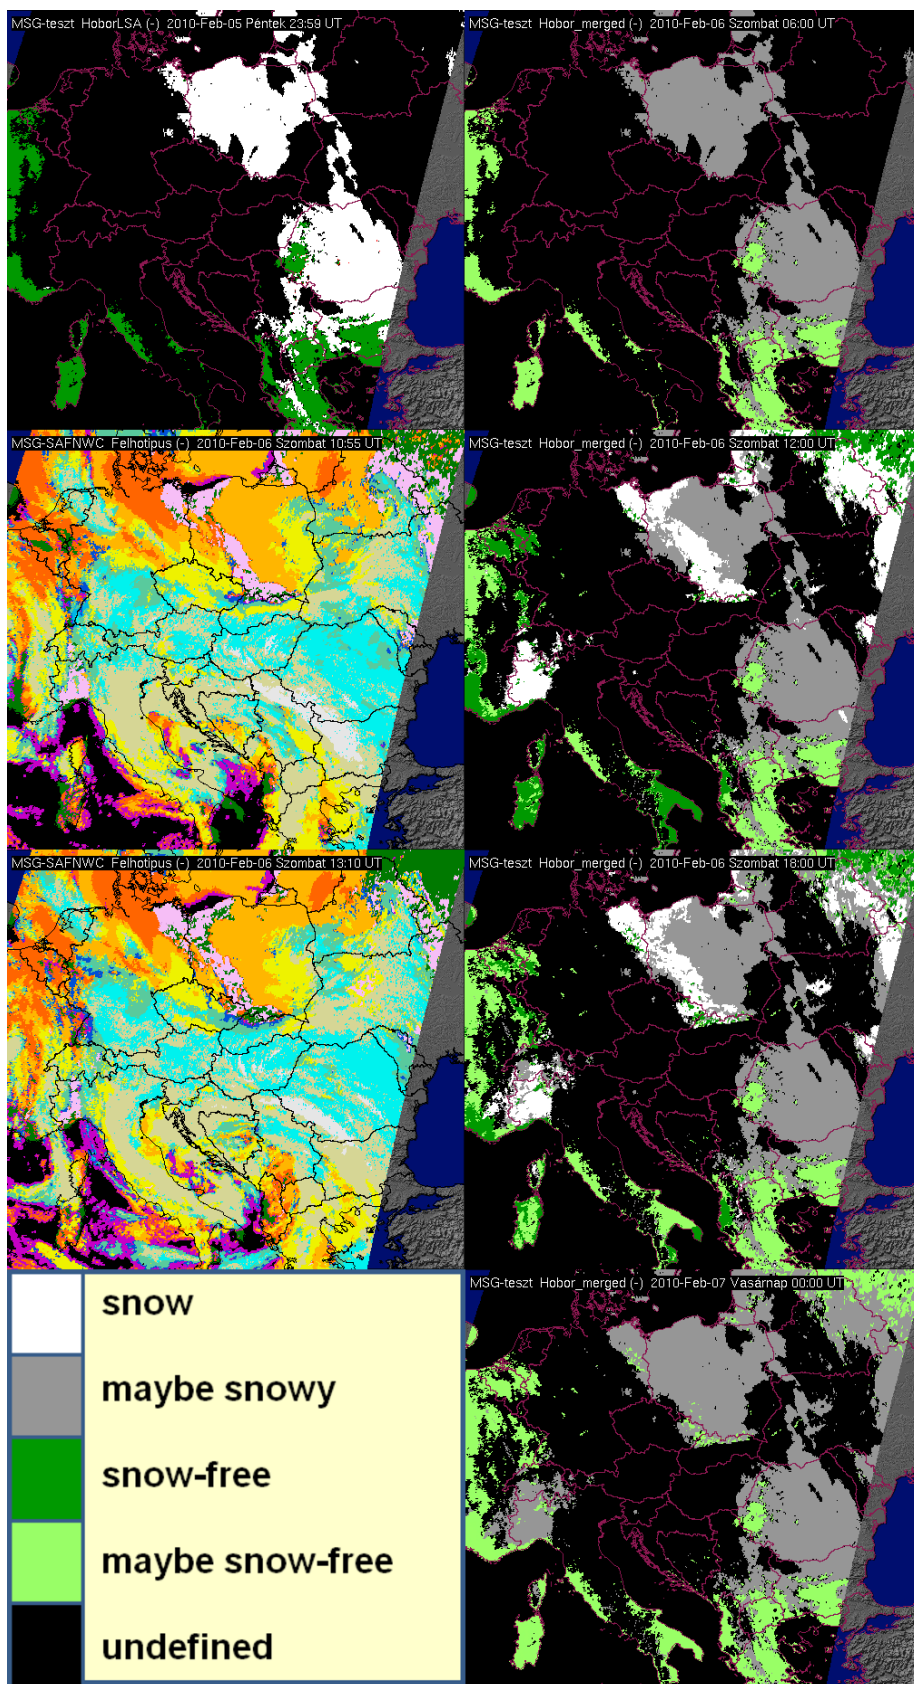 MSG-teszt HoborLSA (-) 2010-Feb-05 Péntek 23:59 UT
MSG-teszt Hobor_merged (-) 2010-Feb-06 Szombat 06:00 UT
MSG-SAFNWC Felhotipus (-) 2010-Feb-06 Szombat 10:55 UT
MSG-teszt Hobor_merged (-) 2010-Feb-06 Szombat 12:00 UT
MSG-SAFNWC Felhotipus (-) 2010-Feb-06 Szombat 13:10 UT
MSG-teszt Hobor_merged (-) 2010-Feb-06 Szombat 18:00 UT
MSG-teszt Hobor_merged (-) 2010-Feb-07 Vasárnap 00:00 UT
snow
maybe snowy
snow-free
maybe snow-free
undefined